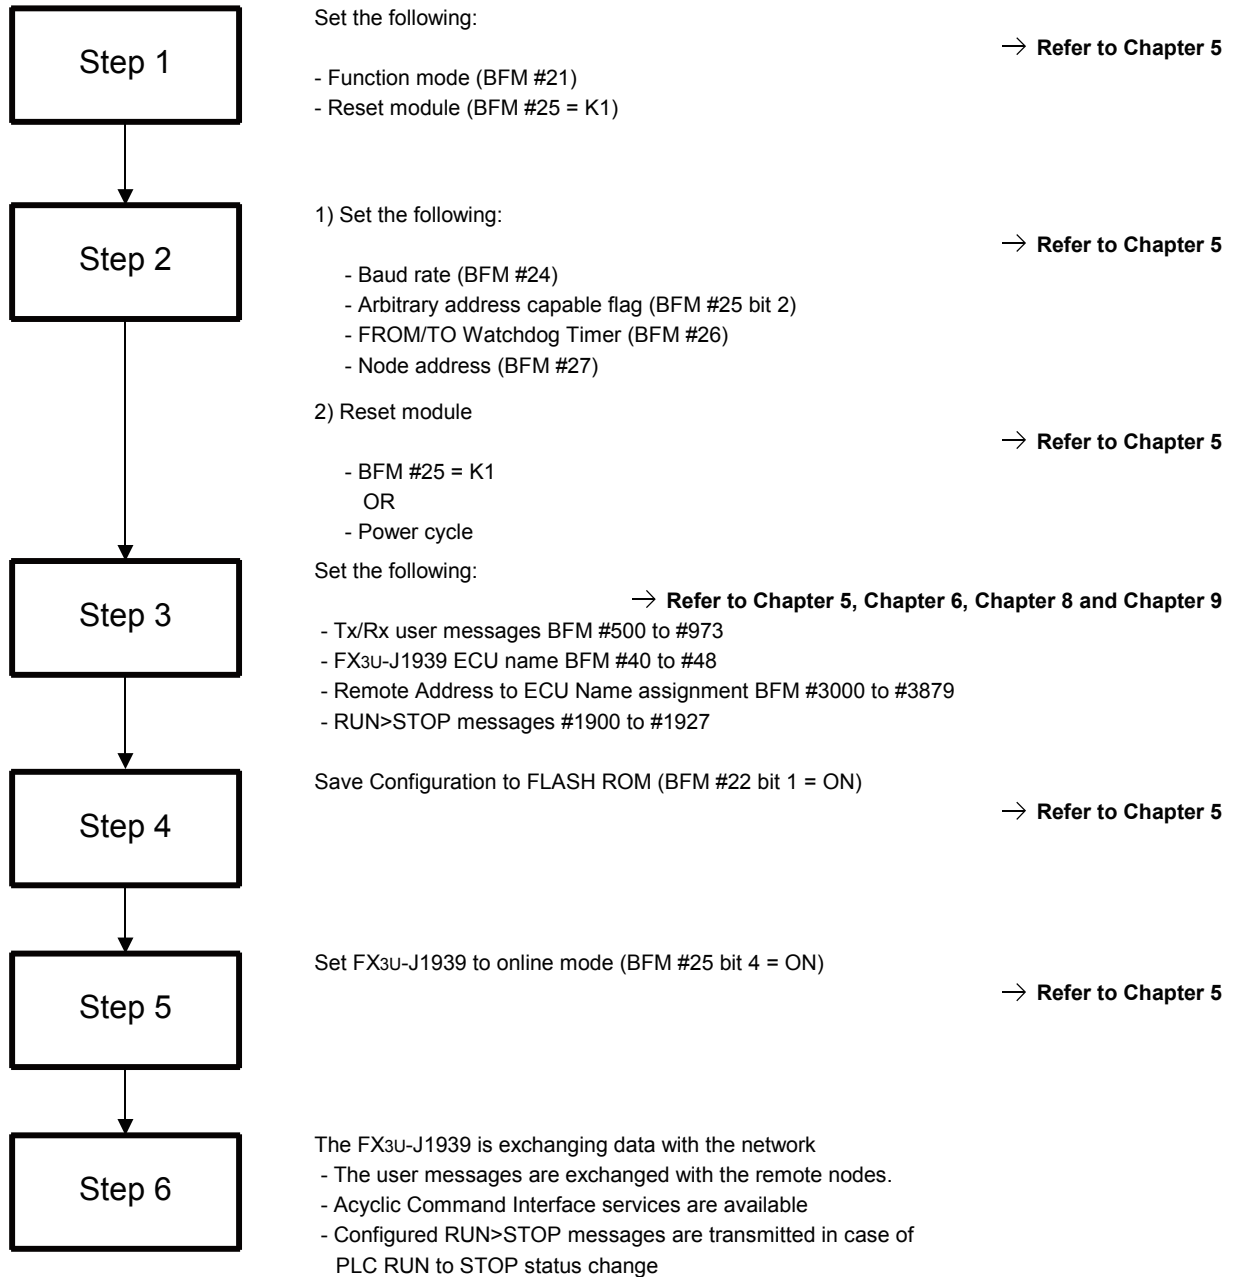 Step 1
Set the following:
→ Refer to Chapter 5
- Function mode (BFM #21)
- Reset module (BFM #25 = K1)
Step 2
1) Set the following:
→ Refer to Chapter 5
- Baud rate (BFM #24)
- Arbitrary address capable flag (BFM #25 bit 2)
- FROM/TO Watchdog Timer (BFM #26)
- Node address (BFM #27)
2) Reset module
→ Refer to Chapter 5
- BFM #25 = K1
OR
- Power cycle
Step 3
Set the following:
→ Refer to Chapter 5, Chapter 6, Chapter 8 and Chapter 9
- Tx/Rx user messages BFM #500 to #973
- FX3U-J1939 ECU name BFM #40 to #48
- Remote Address to ECU Name assignment BFM #3000 to #3879
- RUN>STOP messages #1900 to #1927
Step 4
Save Configuration to FLASH ROM (BFM #22 bit 1 = ON)
→ Refer to Chapter 5
Step 5
Set FX3U-J1939 to online mode (BFM #25 bit 4 = ON)
→ Refer to Chapter 5
Step 6
The FX3U-J1939 is exchanging data with the network
- The user messages are exchanged with the remote nodes.
- Acyclic Command Interface services are available
- Configured RUN>STOP messages are transmitted in case of
PLC RUN to STOP status change